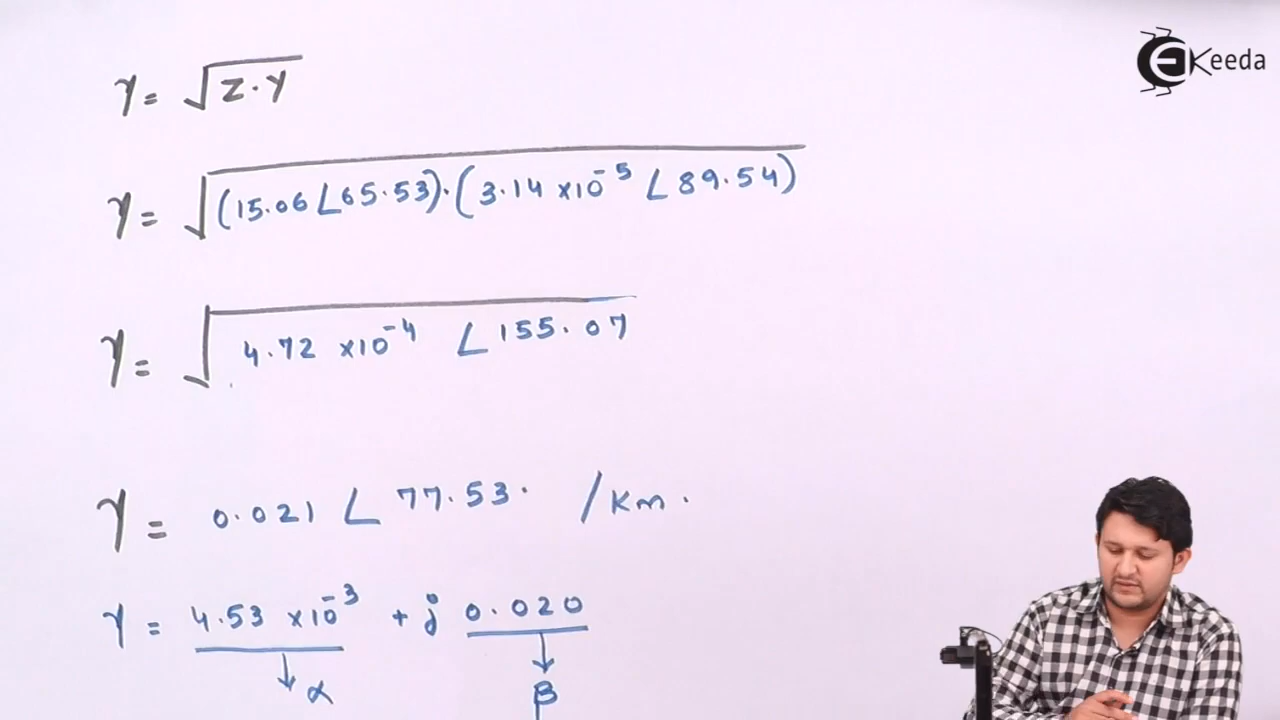 EKeeda
γ = √Z·Y
γ = √(15.06∠65.53)·(3.14 ×10⁻⁵ ∠89.54)
γ = √4.72 ×10⁻⁴ ∠155.07
γ = 0.021 ∠77.53. /Km.
γ = 4.53 ×10⁻³ + j 0.020
↓ α ↓ β